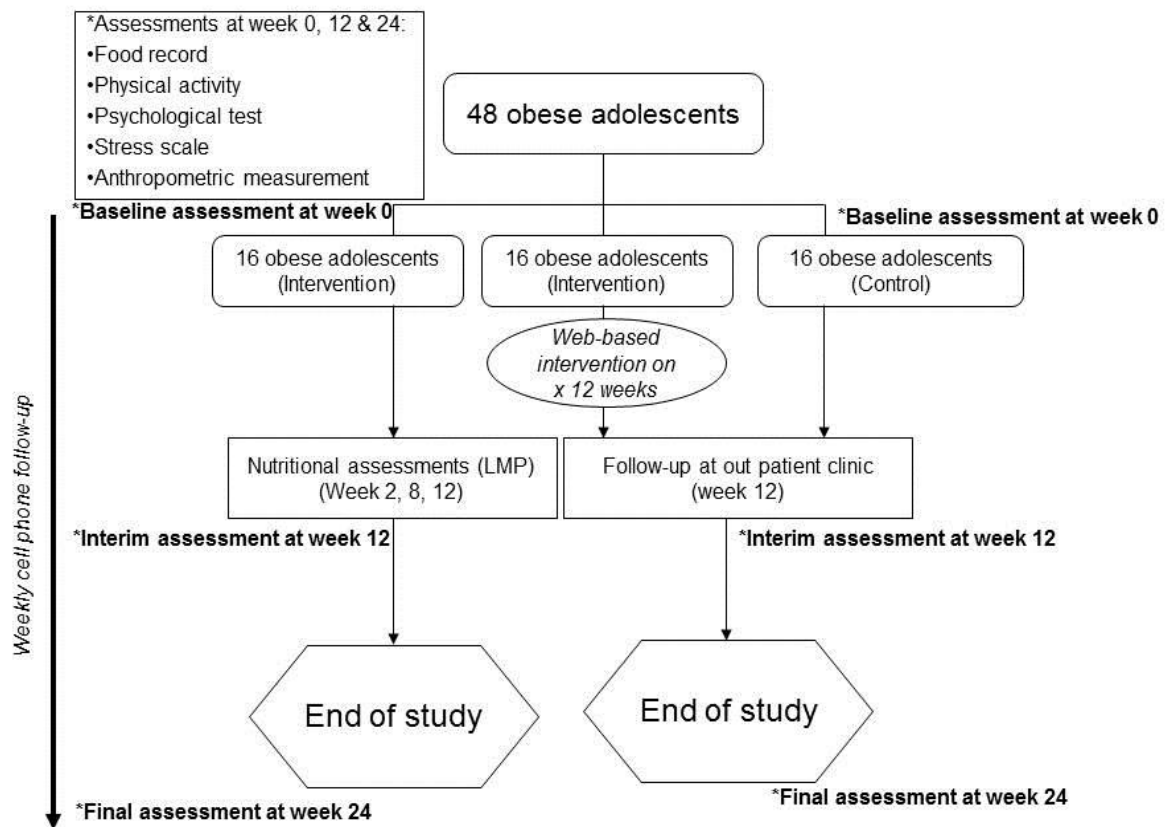 *Assessments at week 0, 12 & 24:
•Food record
•Physical activity
•Psychological test
•Stress scale
•Anthropometric measurement
48 obese adolescents
*Baseline assessment at week 0
*Baseline assessment at week 0
16 obese adolescents
(Intervention)
16 obese adolescents
(Intervention)
16 obese adolescents
(Control)
Web-based
intervention on
x 12 weeks
Weekly cell phone follow-up
Nutritional assessments (LMP)
(Week 2, 8, 12)
Follow-up at out patient clinic
(week 12)
*Interim assessment at week 12
*Interim assessment at week 12
End of study
End of study
*Final assessment at week 24
*Final assessment at week 24